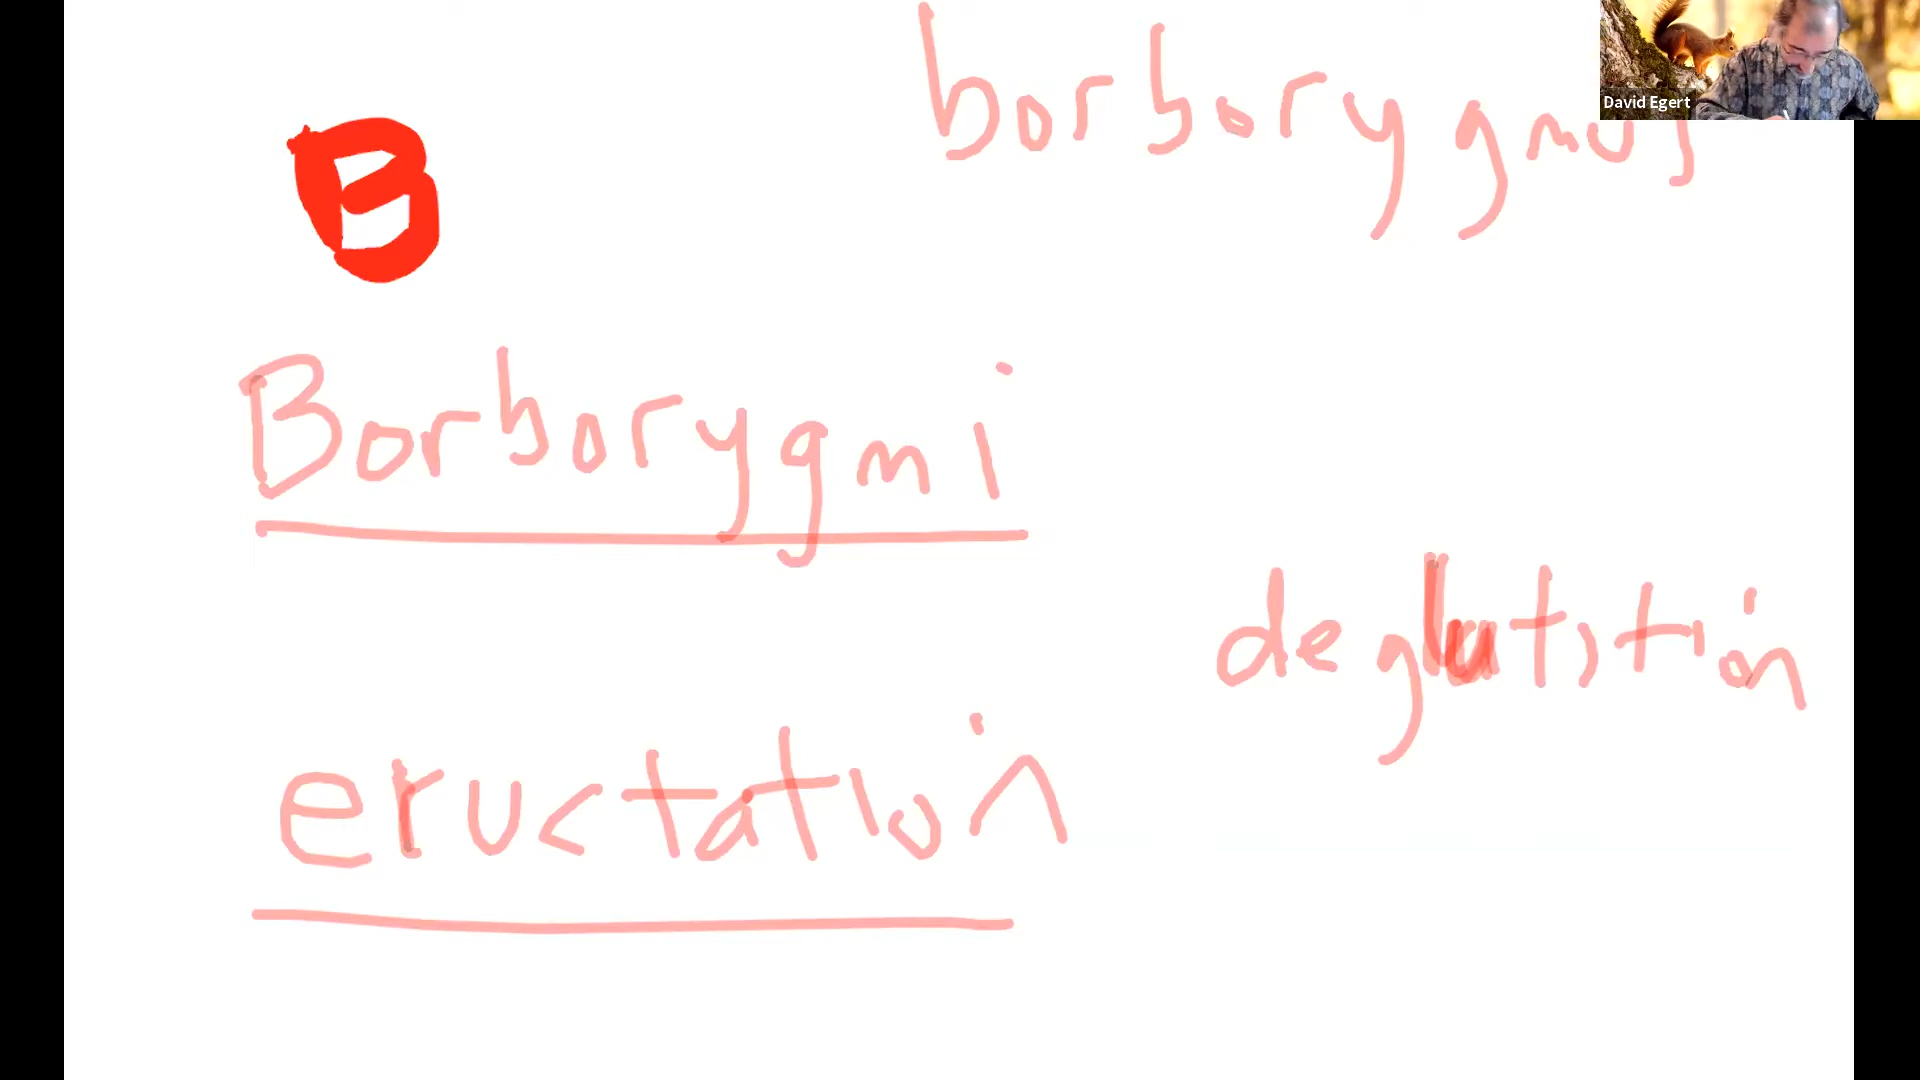 borborygmus
David Egert
B
Borborygmi
deglutition
eructation